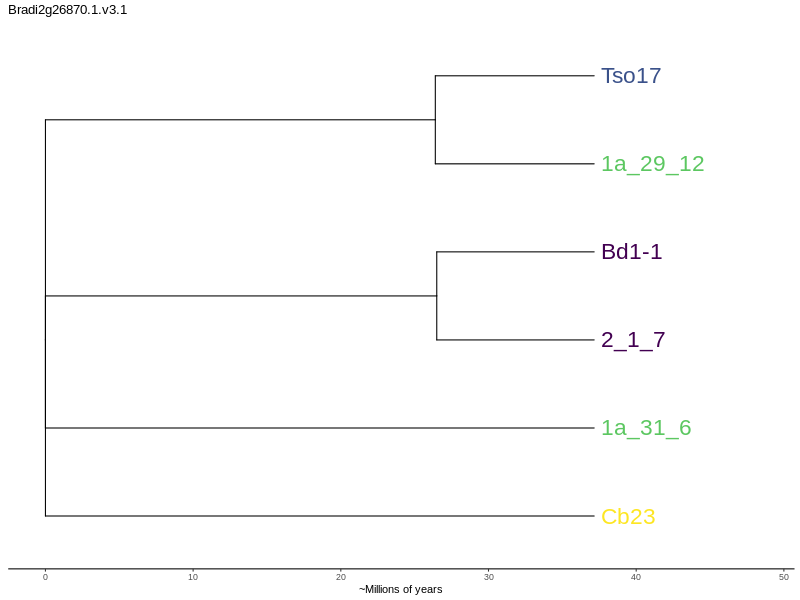 Bradi2g26870.1.v3.1
Tso17
1a_29_12
Bd1-1
2_1_7
1a_31_6
Cb23
0 10 20 30 40 50
~Millions of years